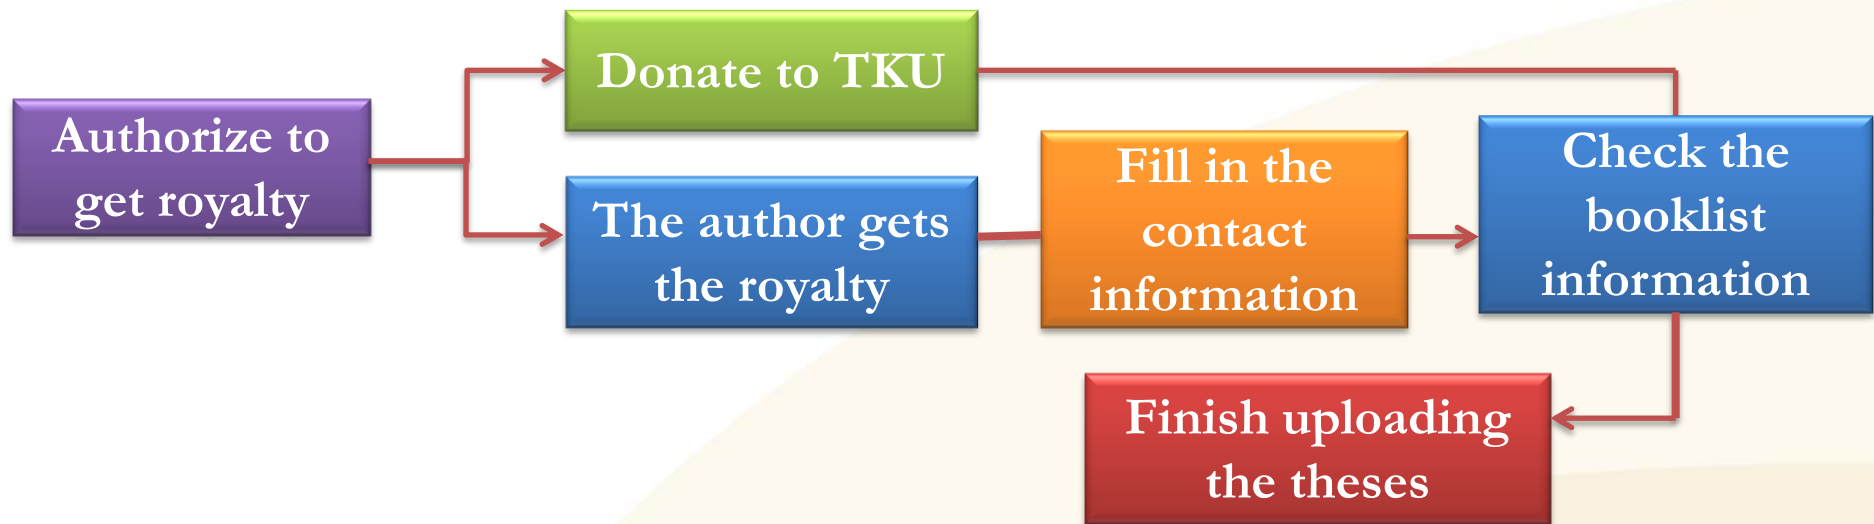 Donate to TKU
Authorize to
get royalty
The author gets
the royalty
Fill in the
contact
information
Check the
booklist
information
Finish uploading
the theses